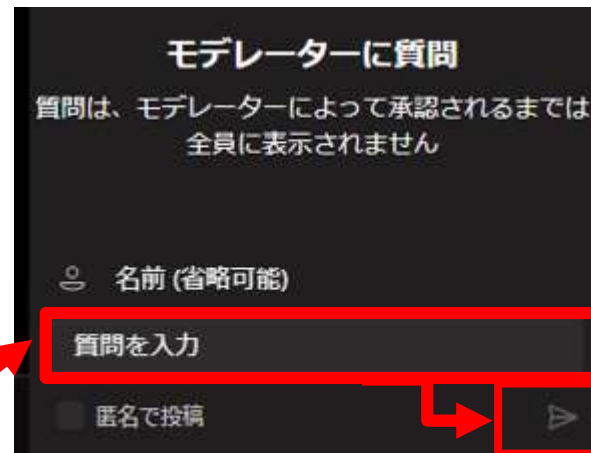 モデレーターに質問
質問は、モデレーターによって承認されるまでは
全員に表示されません
名前 (省略可能)
質問を入力
匿名で投稿